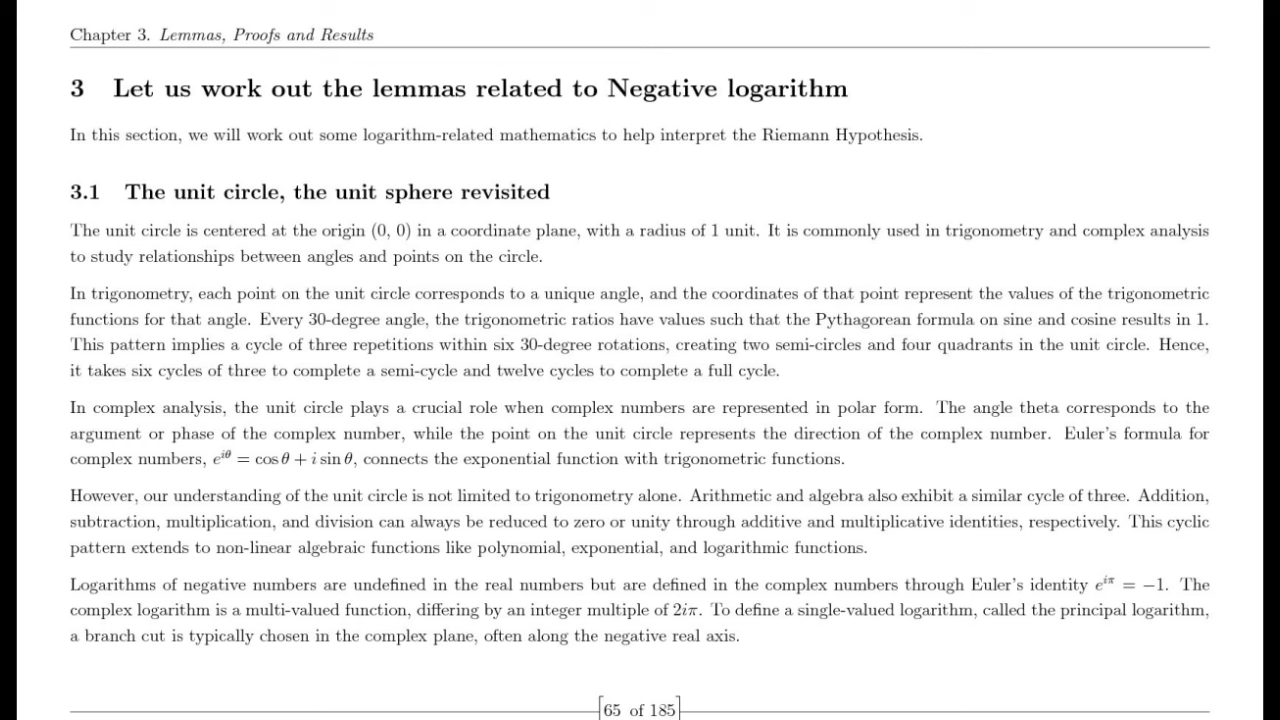 Chapter 3. Lemmas, Proofs and Results
3 Let us work out the lemmas related to Negative logarithm
In this section, we will work out some logarithm-related mathematics to help interpret the Riemann Hypothesis.
3.1 The unit circle, the unit sphere revisited
The unit circle is centered at the origin (0, 0) in a coordinate plane, with a radius of 1 unit. It is commonly used in trigonometry and complex analysis
to study relationships between angles and points on the circle.
In trigonometry, each point on the unit circle corresponds to a unique angle, and the coordinates of that point represent the values of the trigonometric
functions for that angle. Every 30-degree angle, the trigonometric ratios have values such that the Pythagorean formula on sine and cosine results in 1.
This pattern implies a cycle of three repetitions within six 30-degree rotations, creating two semi-circles and four quadrants in the unit circle. Hence,
it takes six cycles of three to complete a semi-cycle and twelve cycles to complete a full cycle.
In complex analysis, the unit circle plays a crucial role when complex numbers are represented in polar form. The angle theta corresponds to the
argument or phase of the complex number, while the point on the unit circle represents the direction of the complex number. Euler's formula for
complex numbers, e^{iθ} = cos θ + i sin θ, connects the exponential function with trigonometric functions.
However, our understanding of the unit circle is not limited to trigonometry alone. Arithmetic and algebra also exhibit a similar cycle of three. Addition,
subtraction, multiplication, and division can always be reduced to zero or unity through additive and multiplicative identities, respectively. This cyclic
pattern extends to non-linear algebraic functions like polynomial, exponential, and logarithmic functions.
Logarithms of negative numbers are undefined in the real numbers but are defined in the complex numbers through Euler's identity e^{iπ} = −1. The
complex logarithm is a multi-valued function, differing by an integer multiple of 2iπ. To define a single-valued logarithm, called the principal logarithm,
a branch cut is typically chosen in the complex plane, often along the negative real axis.
65 of 185